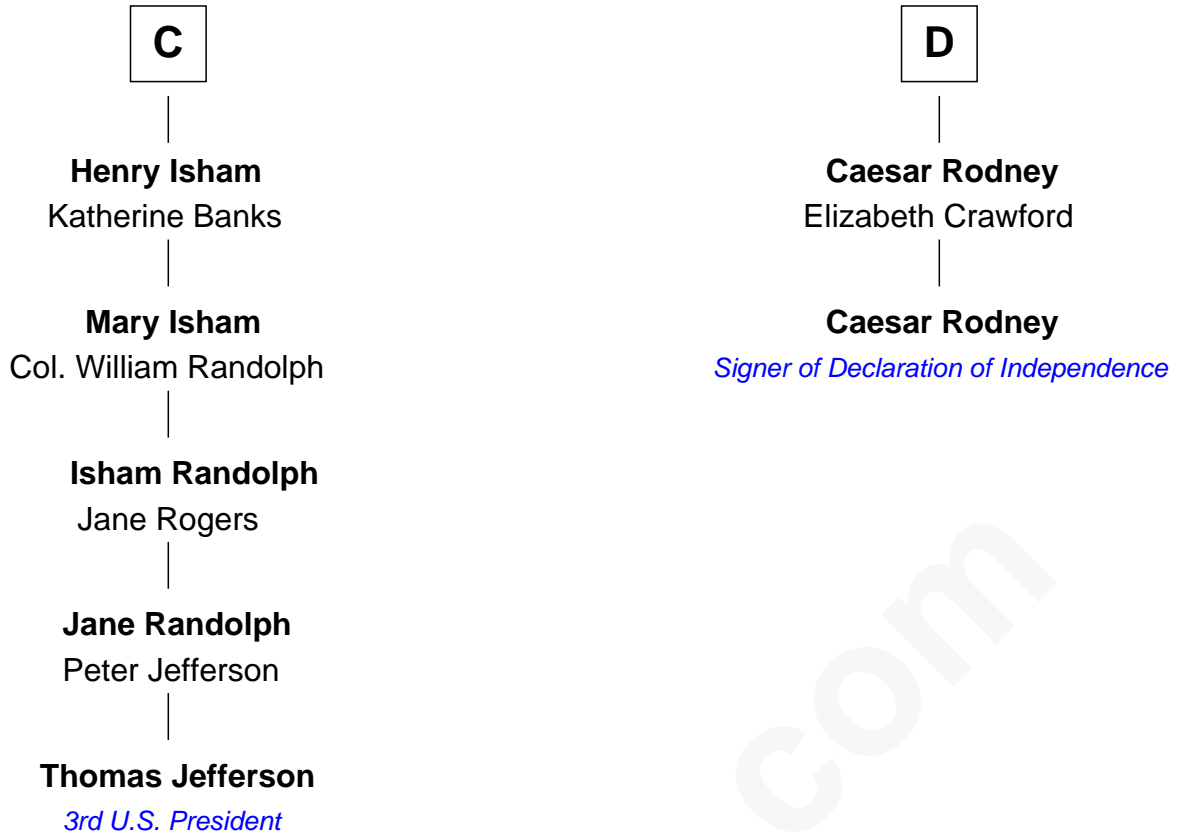 C
Henry Isham
Katherine Banks
Mary Isham
Col. William Randolph
Isham Randolph
Jane Rogers
Jane Randolph
Peter Jefferson
Thomas Jefferson
3rd U.S. President
D
Caesar Rodney
Elizabeth Crawford
Caesar Rodney
Signer of Declaration of Independence
com